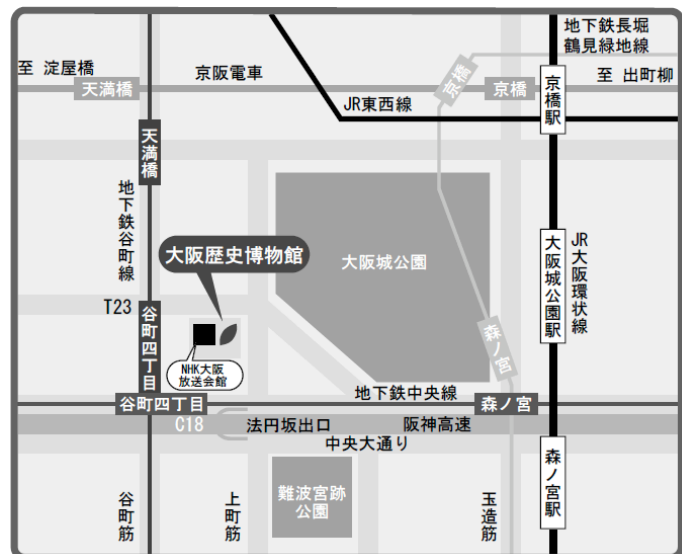 地下鉄長堀
鶴見緑地線
至 淀屋橋
京阪電車
至 出町柳
天満橋
京橋
京橋
京橋駅
JR東西線
天満橋
地下鉄谷町線
大阪歴史博物館
大阪城公園
大阪城公園駅
JR大阪環状線
T23
谷町四丁目
NHK大阪
放送会館
森ノ宮
地下鉄中央線
谷町四丁目
森ノ宮
C18
法円坂出口
阪神高速
中央大通り
森ノ宮駅
難波宮跡
公園
谷町筋
上町筋
玉造筋